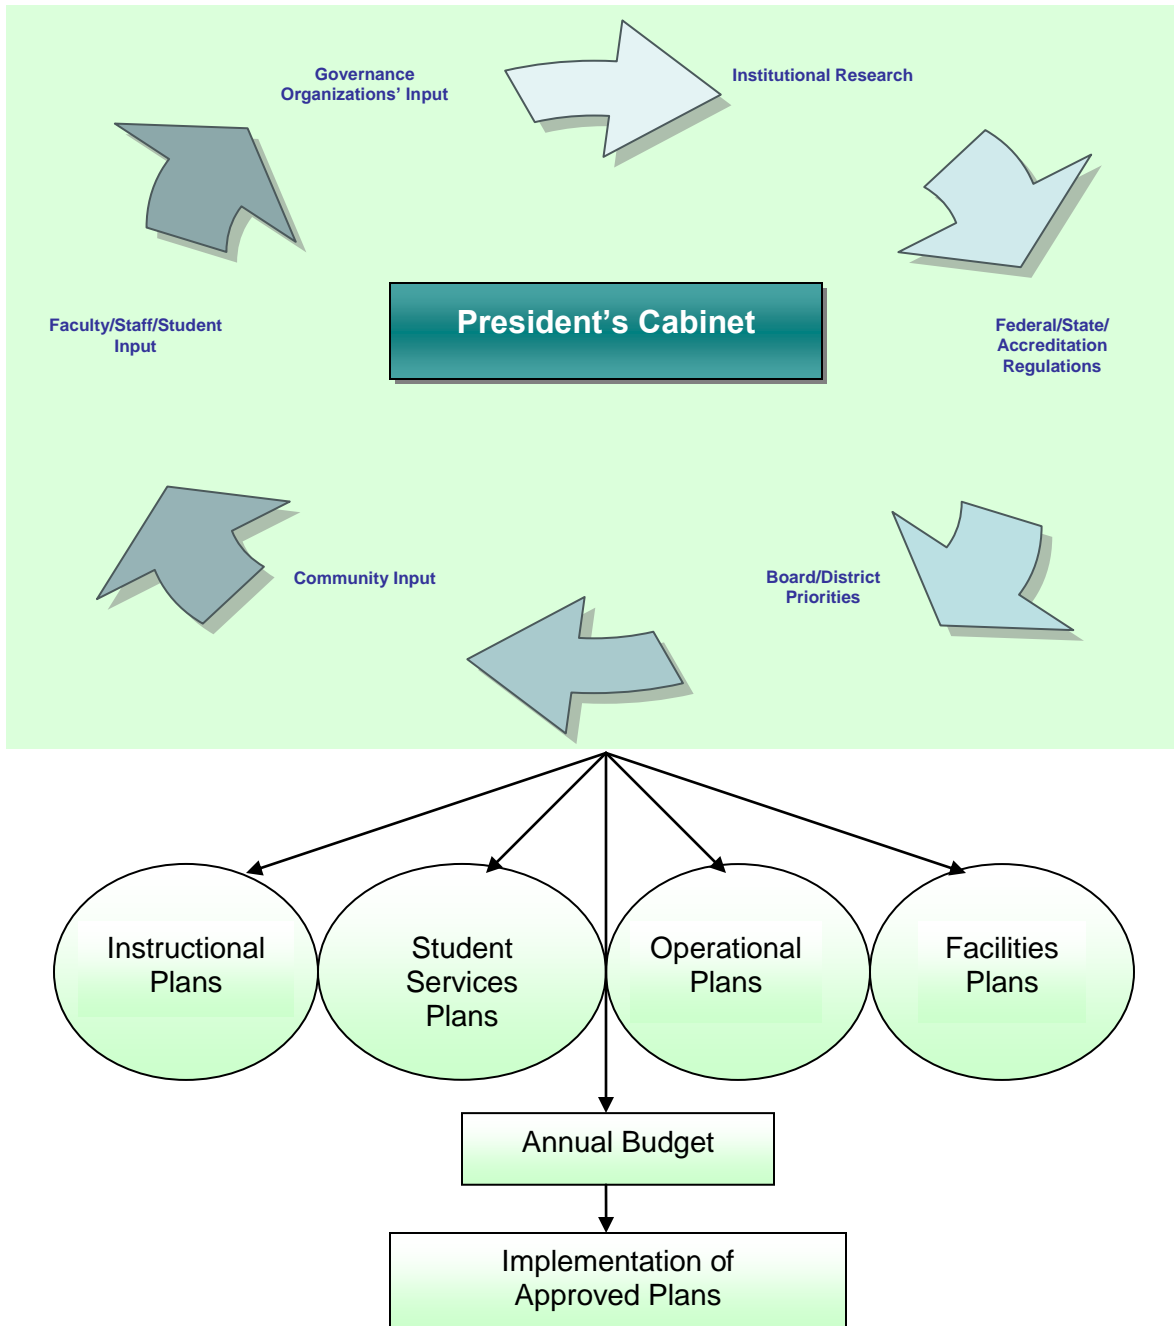 Governance
Organizations’ Input
Institutional Research
President’s Cabinet
Faculty/Staff/Student
Input
Federal/State/
Accreditation
Regulations
Community Input
Board/District
Priorities
Instructional
Plans
Student
Services
Plans
Operational
Plans
Facilities
Plans
Annual Budget
Implementation of
Approved Plans